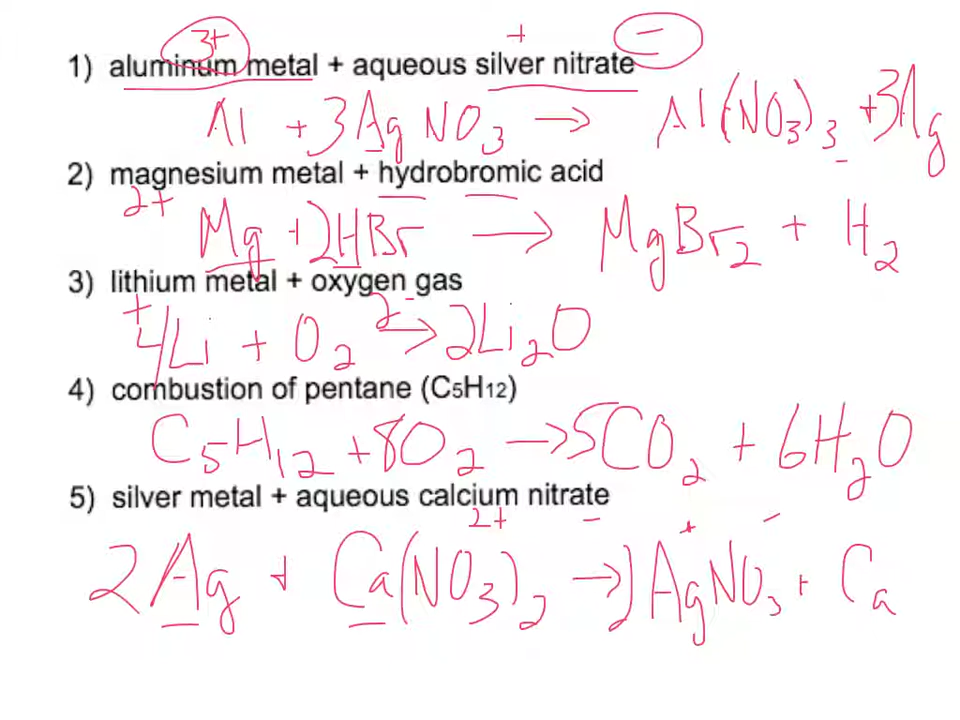 3+ + −
1) aluminum metal + aqueous silver nitrate
Al + 3AgNO3 → Al(NO3)3 + 3Ag
2) magnesium metal + hydrobromic acid
2+
Mg + 2HBr → MgBr2 + H2
3) lithium metal + oxygen gas
+ 2-
4Li + O2 → 2Li2O
4) combustion of pentane (C5H12)
C5H12 + 8O2 → 5CO2 + 6H2O
5) silver metal + aqueous calcium nitrate
2+ − + −
2Ag + Ca(NO3)2 → 2AgNO3 + Ca